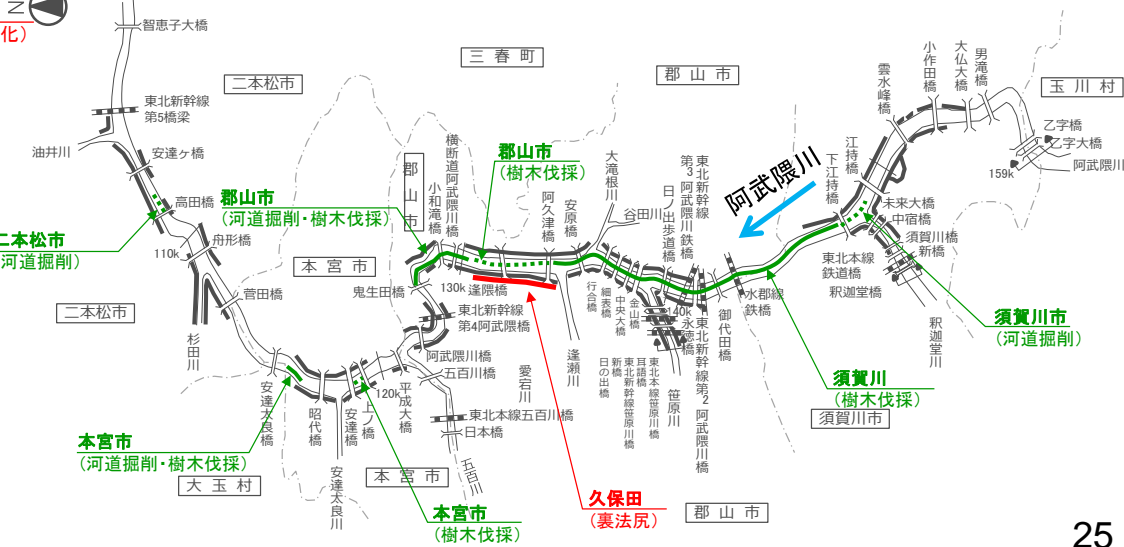 N
化)
智恵子大橋
三春町
二本松市
郡山市
玉川村
東北新幹線
第5橋梁
油井川
安達ヶ橋
高田橋
二本松市
河道掘削)
110k
舟形橋
菅田橋
二本松市
杉田川
郡山市
(河道掘削・樹木伐採)
郡山市
小和滝橋
横断道阿武隈川橋
郡山市
(樹木伐採)
阿久津橋
安原橋
大滝根川
谷田川
日ノ出歩道橋
第3阿武隈川鉄橋
東北新幹線
阿武隈川
雲水峰橋
小作田橋
大仏大橋
男滝橋
乙字橋
乙字大橋
阿武隈川
159k
江持橋
下江持橋
未来大橋
中宿橋
須賀川橋
新橋
東北本線
鉄道橋
釈迦堂橋
釈迦堂川
須賀川市
(河道掘削)
本宮市
鬼生田橋
130k
逢隈橋
東北新幹線
第4阿武隈橋
阿武隈川橋
五百川橋
行合橋
細表橋
中央大橋
金山橋
140k
永徳橋
東北新幹線第2阿武隈川橋
御代田橋
水郡線
鉄橋
須賀川
(樹木伐採)
須賀川市
日の出橋
新橋
東北新幹線笹原川橋
耳語橋
東北本線笹原川橋
笹原川
逢瀬川
愛宕川
安達太良橋
昭代橋
安達橋
上ノ橋
120k
平成大橋
東北本線五百川橋
日本橋
五百川
本宮市
(河道掘削・樹木伐採)
大玉村
安達太良川
本宮市
本宮市
(樹木伐採)
久保田
(裏法尻)
郡山市
25